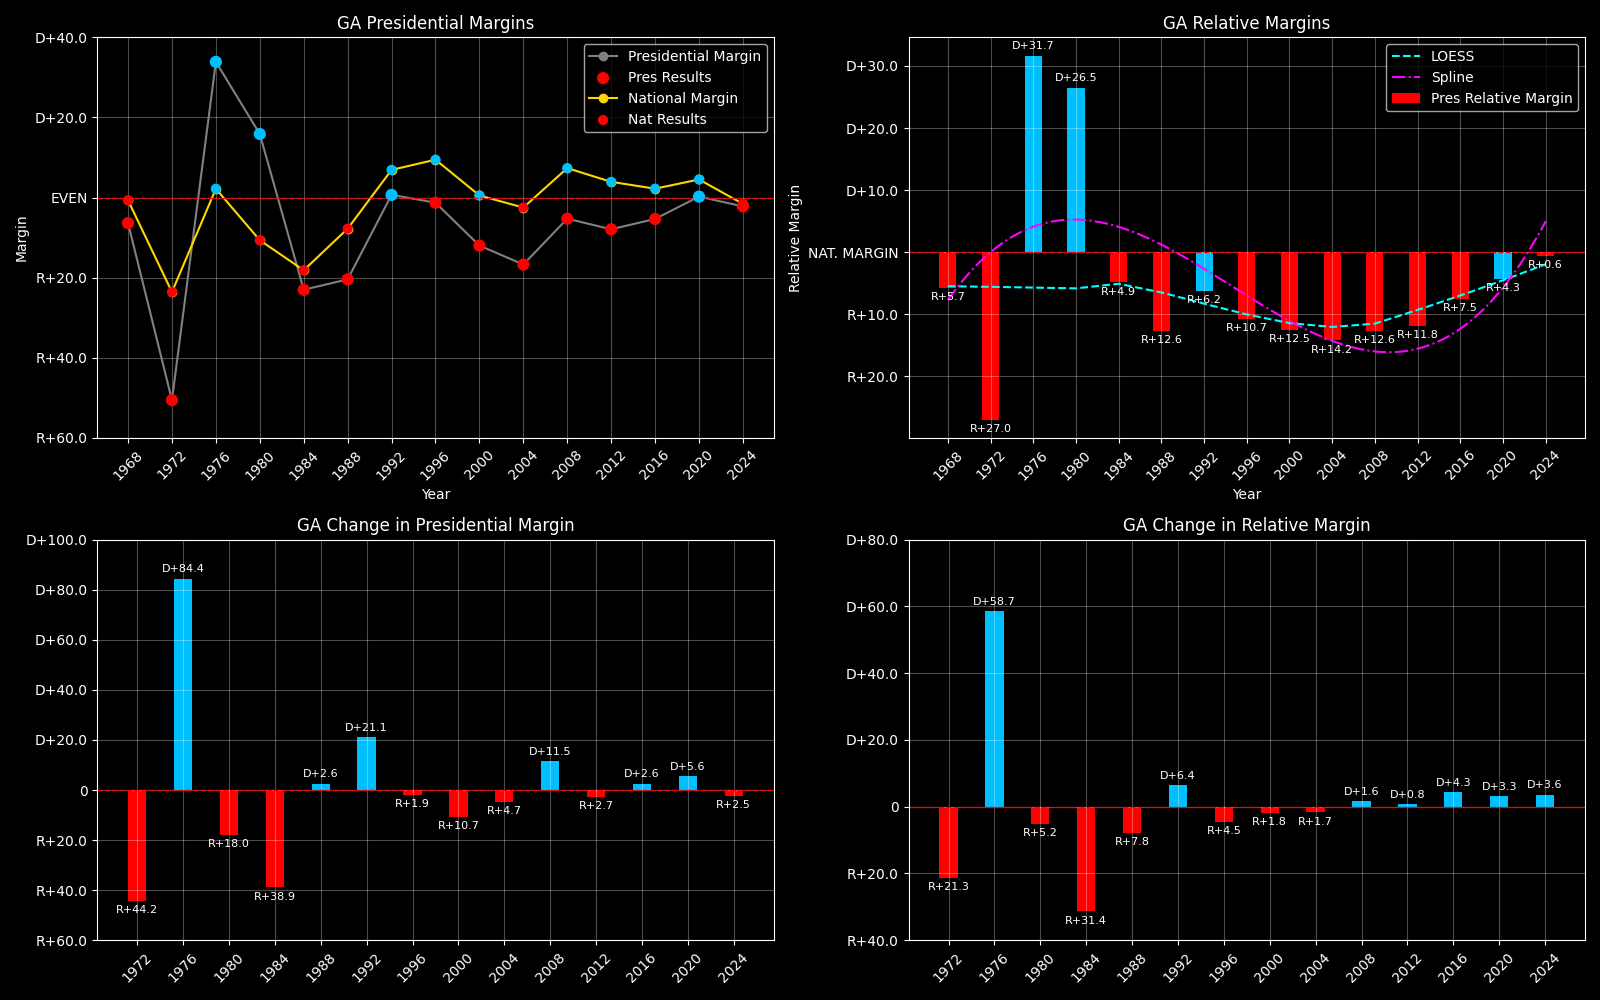 GA Presidential Margins
D+40.0
D+20.0
EVEN
R+20.0
R+40.0
R+60.0
Margin
Presidential Margin
Pres Results
National Margin
Nat Results
1968
1972
1976
1980
1984
1988
1992
1996
2000
2004
2008
2012
2016
2020
2024
Year
GA Relative Margins
D+30.0
D+20.0
D+10.0
NAT. MARGIN
R+10.0
R+20.0
Relative Margin
LOESS
Spline
Pres Relative Margin
R+5.7
R+27.0
D+31.7
D+26.5
R+4.9
R+12.6
R+6.2
R+10.7
R+12.5
R+14.2
R+12.6
R+11.8
R+7.5
R+4.3
R+0.6
1968
1972
1976
1980
1984
1988
1992
1996
2000
2004
2008
2012
2016
2020
2024
Year
GA Change in Presidential Margin
D+100.0
D+80.0
D+60.0
D+40.0
D+20.0
0
R+20.0
R+40.0
R+60.0
R+44.2
D+84.4
R+18.0
R+38.9
D+2.6
D+21.1
R+1.9
R+10.7
R+4.7
D+11.5
R+2.7
D+2.6
D+5.6
R+2.5
1972
1976
1980
1984
1988
1992
1996
2000
2004
2008
2012
2016
2020
2024
GA Change in Relative Margin
D+80.0
D+60.0
D+40.0
D+20.0
0
R+20.0
R+40.0
R+21.3
D+58.7
R+5.2
R+31.4
R+7.8
D+6.4
R+4.5
R+1.8
R+1.7
D+1.6
D+0.8
D+4.3
D+3.3
D+3.6
1972
1976
1980
1984
1988
1992
1996
2000
2004
2008
2012
2016
2020
2024